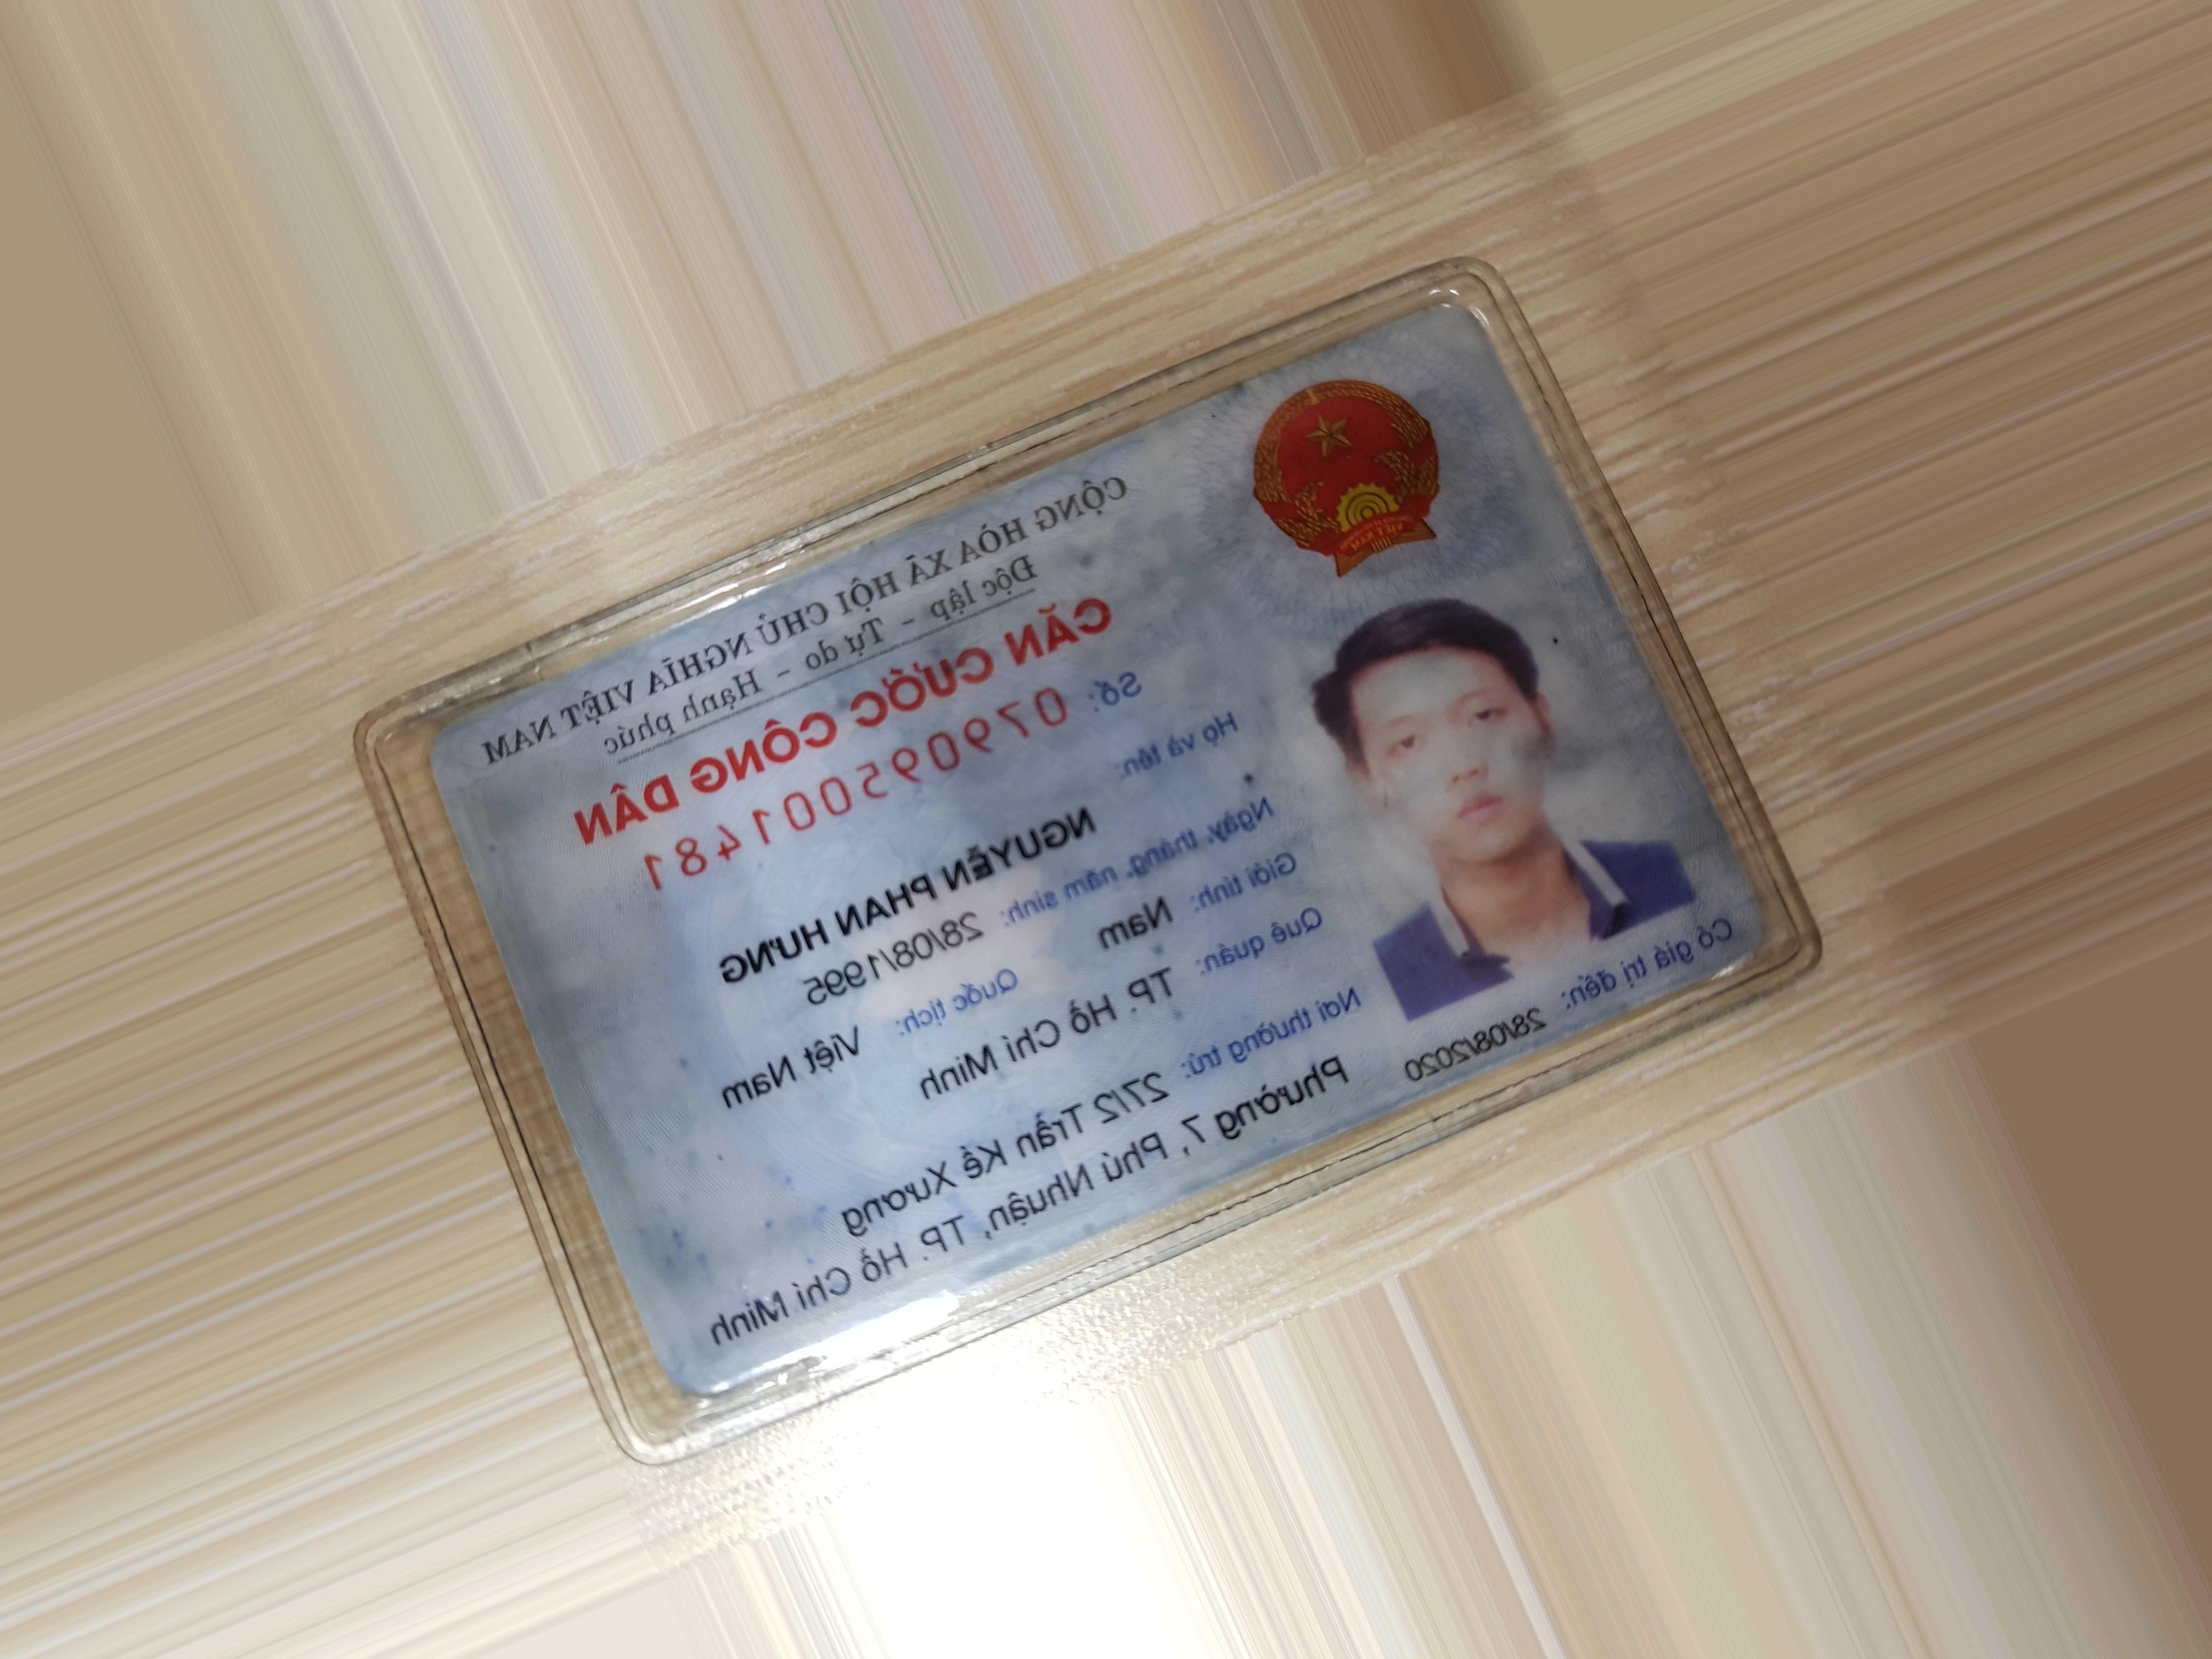 CỘNG HÒA XÃ HỘI CHỦ NGHĨA VIỆT NAM
Độc lập - Tự do - Hạnh phúc
CĂN CƯỚC CÔNG DÂN
Số: 079095001481
Họ và tên:
NGUYỄN PHAN HƯNG
Ngày, tháng, năm sinh: 28/08/1995
Giới tính: Nam Quốc tịch: Việt Nam
Quê quán: TP. Hồ Chí Minh
Nơi thường trú: 27/2 Trần Kế Xương
Phường 7, Phú Nhuận, TP. Hồ Chí Minh
Có giá trị đến: 28/08/2020